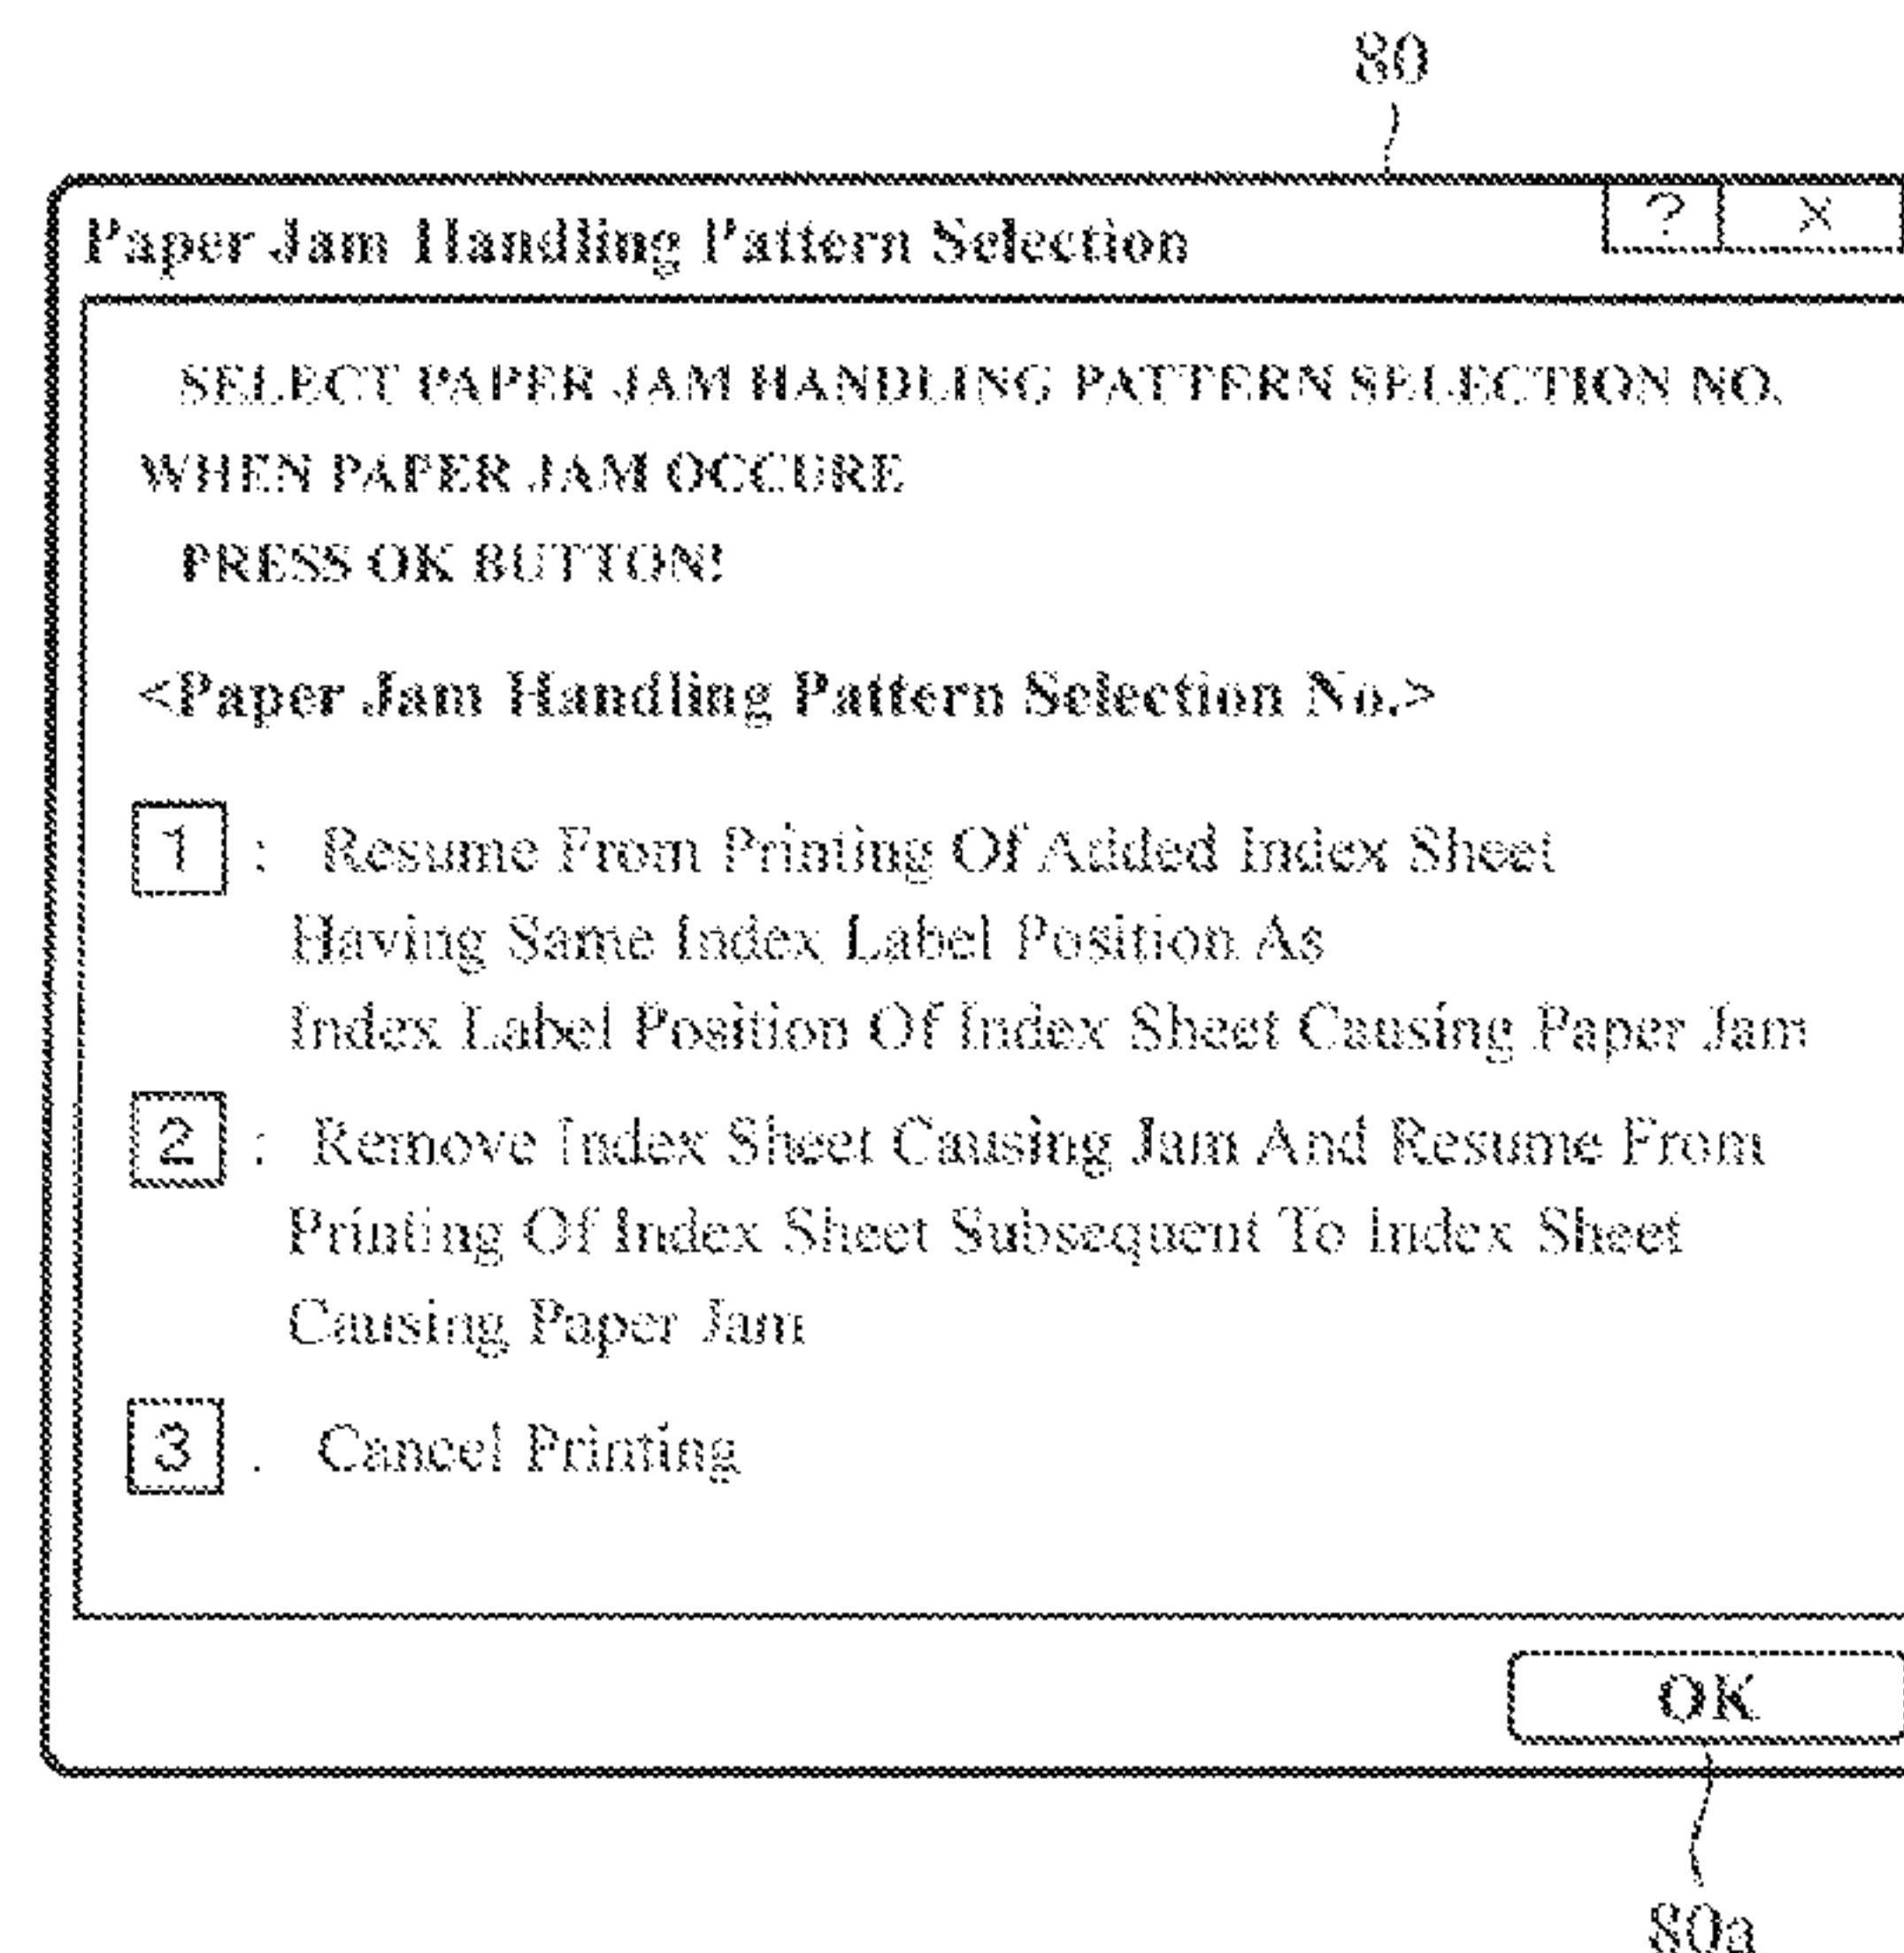 80
Paper Jam Handling Pattern Selection ? ×
SELECT PAPER JAM HANDLING PATTERN SELECTION NO.
WHEN PAPER JAM OCCURE
PRESS OK BUTTON!
<Paper Jam Handling Pattern Selection No.>
1 : Resume From Printing Of Added Index Sheet
Having Same Index Label Position As
Index Label Position Of Index Sheet Causing Paper Jam
2 : Remove Index Sheet Causing Jam And Resume From
Printing Of Index Sheet Subsequent To Index Sheet
Causing Paper Jam
3 . Cancel Printing
OK
80a